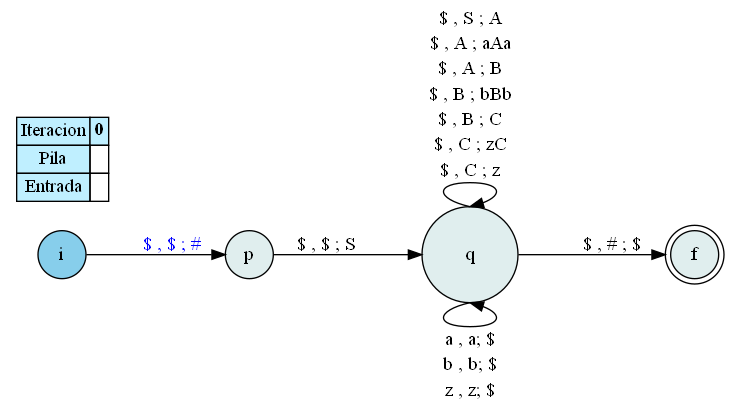 $ , S ; A
$ , A ; aAa
$ , A ; B
$ , B ; bBb
$ , B ; C
$ , C ; zC
$ , C ; z
Iteracion 0
Pila
Entrada
i
$ , $ ; #
p
$ , $ ; S
q
$ , # ; $
f
a , a; $
b , b; $
z , z; $